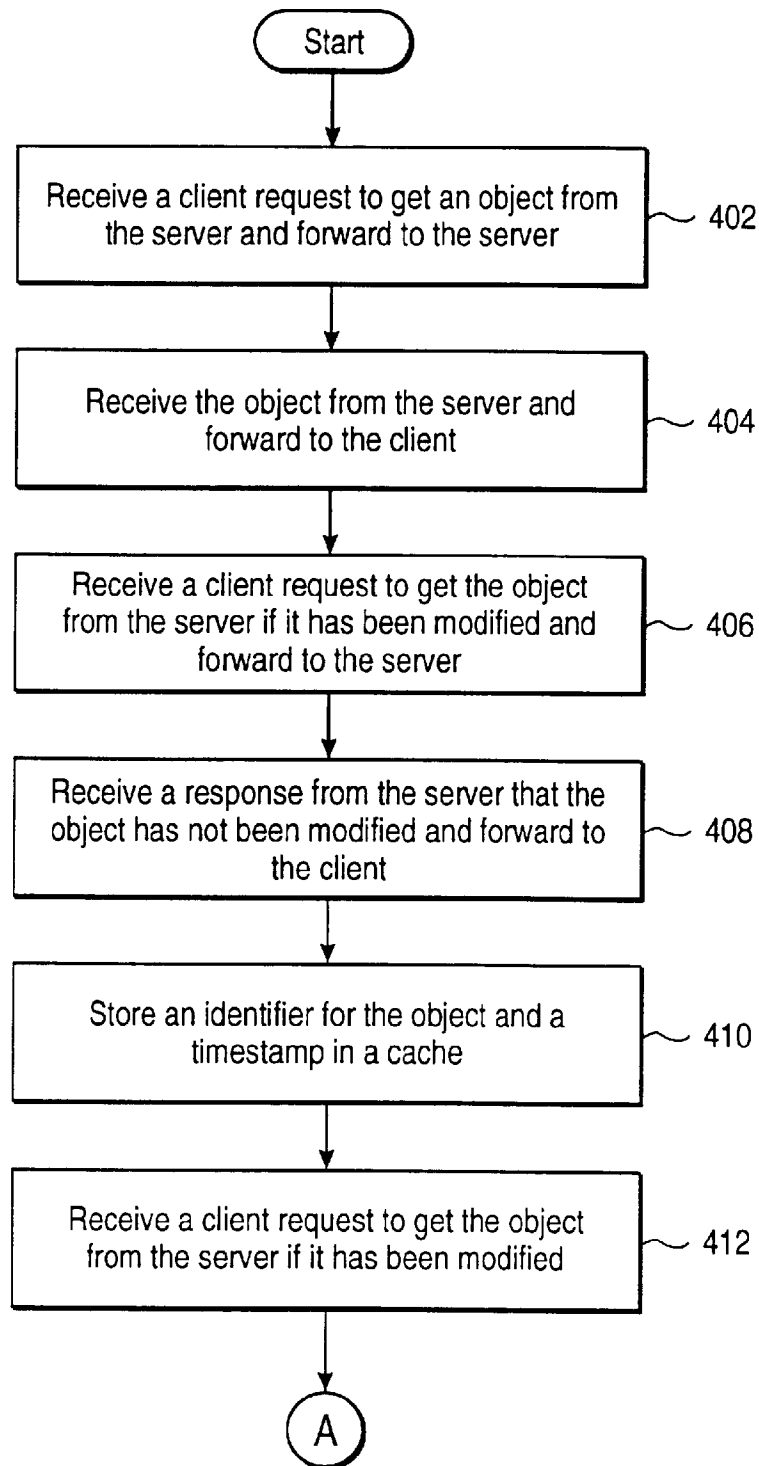 Start
Receive a client request to get an object from
the server and forward to the server
402
Receive the object from the server and
forward to the client
404
Receive a client request to get the object
from the server if it has been modified and
forward to the server
406
Receive a response from the server that the
object has not been modified and forward to
the client
408
Store an identifier for the object and a
timestamp in a cache
410
Receive a client request to get the object
from the server if it has been modified.
412
A